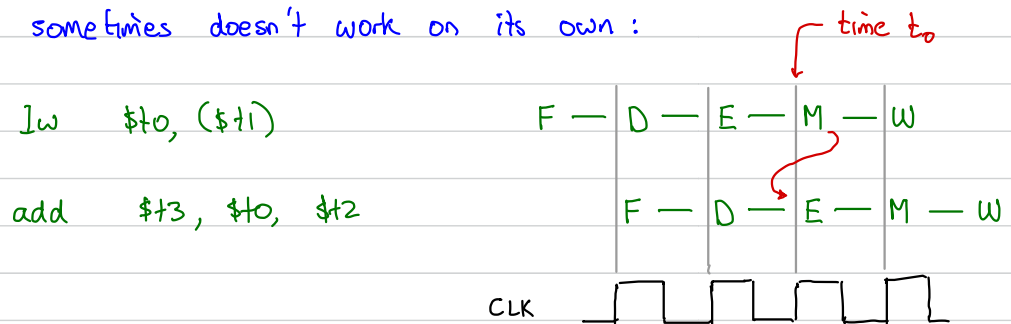 sometimes doesn't work on its own :
time t₀
lw $t0, ($t1) F — D — E — M — W
add $t3, $t0, $t2 F — D — E — M — W
CLK